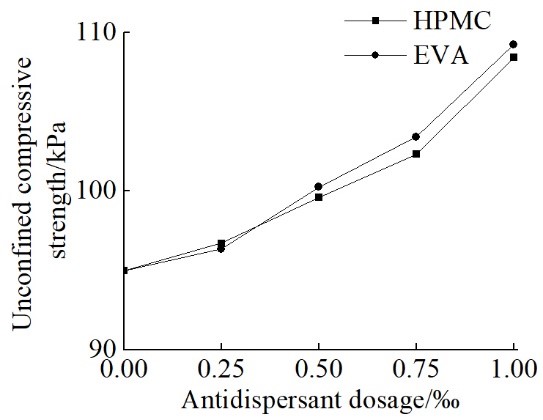 HPMC
EVA
Unconfined compressive
strength/kPa
110
100
90
0.00 0.25 0.50 0.75 1.00
Antidispersant dosage/‰